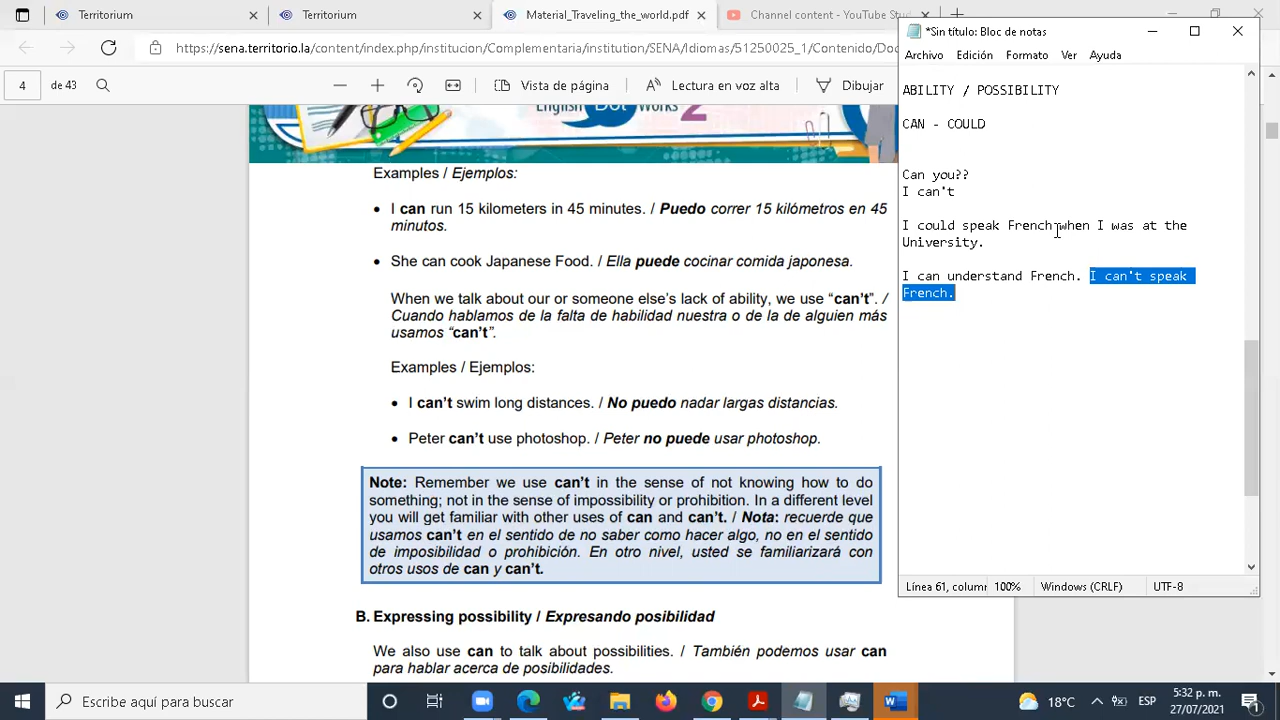 Territorium
Territorium
Material_Traveling_the_world.pdf
Channel content - YouTube Stu
https://sena.territorio.la/content/index.php/institucion/Complementaria/institution/SENA/Idiomas/51250025_1/Contenido/Doc
4 de 43
Vista de página
Lectura en voz alta
Dibujar
English Dot Works 2
Examples / Ejemplos:
• I can run 15 kilometers in 45 minutes. / Puedo correr 15 kilómetros en 45
minutos.
• She can cook Japanese Food. / Ella puede cocinar comida japonesa.
When we talk about our or someone else's lack of ability, we use “can't”. /
Cuando hablamos de la falta de habilidad nuestra o de la de alguien más
usamos “can't”.
Examples / Ejemplos:
• I can't swim long distances. / No puedo nadar largas distancias.
• Peter can't use photoshop. / Peter no puede usar photoshop.
Note: Remember we use can't in the sense of not knowing how to do
something; not in the sense of impossibility or prohibition. In a different level
you will get familiar with other uses of can and can't. / Nota: recuerde que
usamos can't en el sentido de no saber como hacer algo, no en el sentido
de imposibilidad o prohibición. En otro nivel, usted se familiarizará con
otros usos de can y can't.
B. Expressing possibility / Expresando posibilidad
We also use can to talk about possibilities. / También podemos usar can
para hablar acerca de posibilidades.
*Sin título: Bloc de notas
Archivo Edición Formato Ver Ayuda
ABILITY / POSSIBILITY
CAN - COULD
Can you??
I can't
I could speak French when I was at the
University.
I can understand French. I can't speak
French.
Línea 61, column 100% Windows (CRLF) UTF-8
Escribe aquí para buscar
18°C
ESP
5:32 p. m.
27/07/2021
1